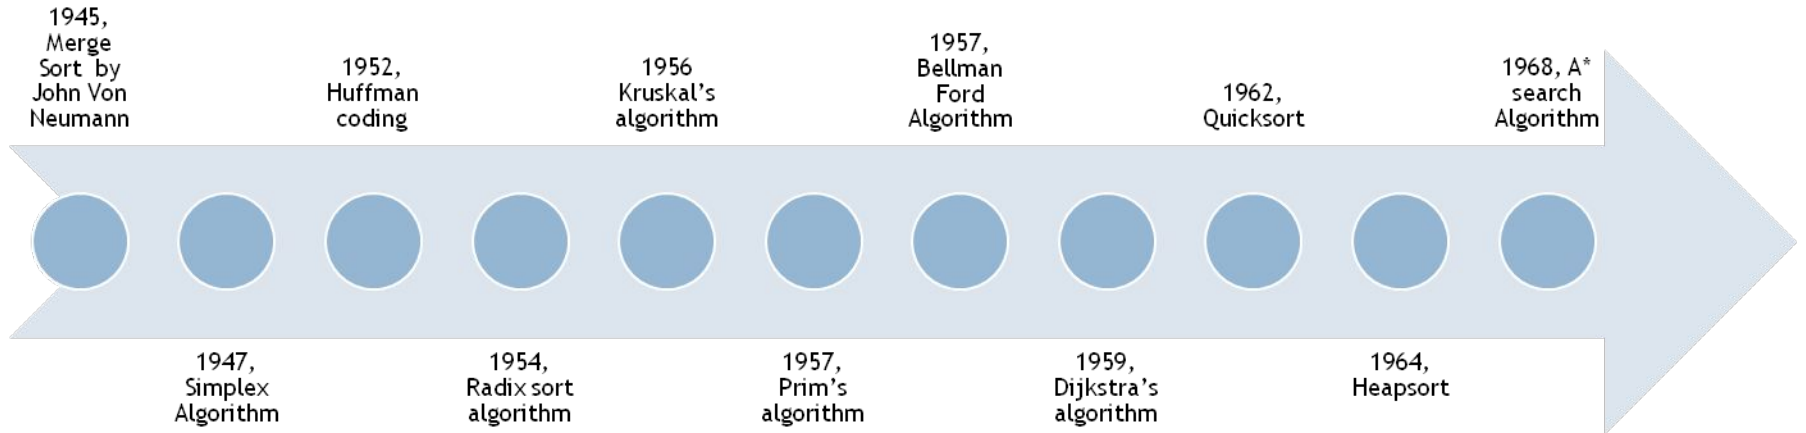 1945,
Merge
Sort by
John Von
Neumann
1947,
Simplex
Algorithm
1952,
Huffman
coding
1954,
Radix sort
algorithm
1956
Kruskal's
algorithm
1957,
Prim's
algorithm
1957,
Bellman
Ford
Algorithm
1959,
Dijkstra's
algorithm
1962,
Quicksort
1964,
Heapsort
1968, A*
search
Algorithm